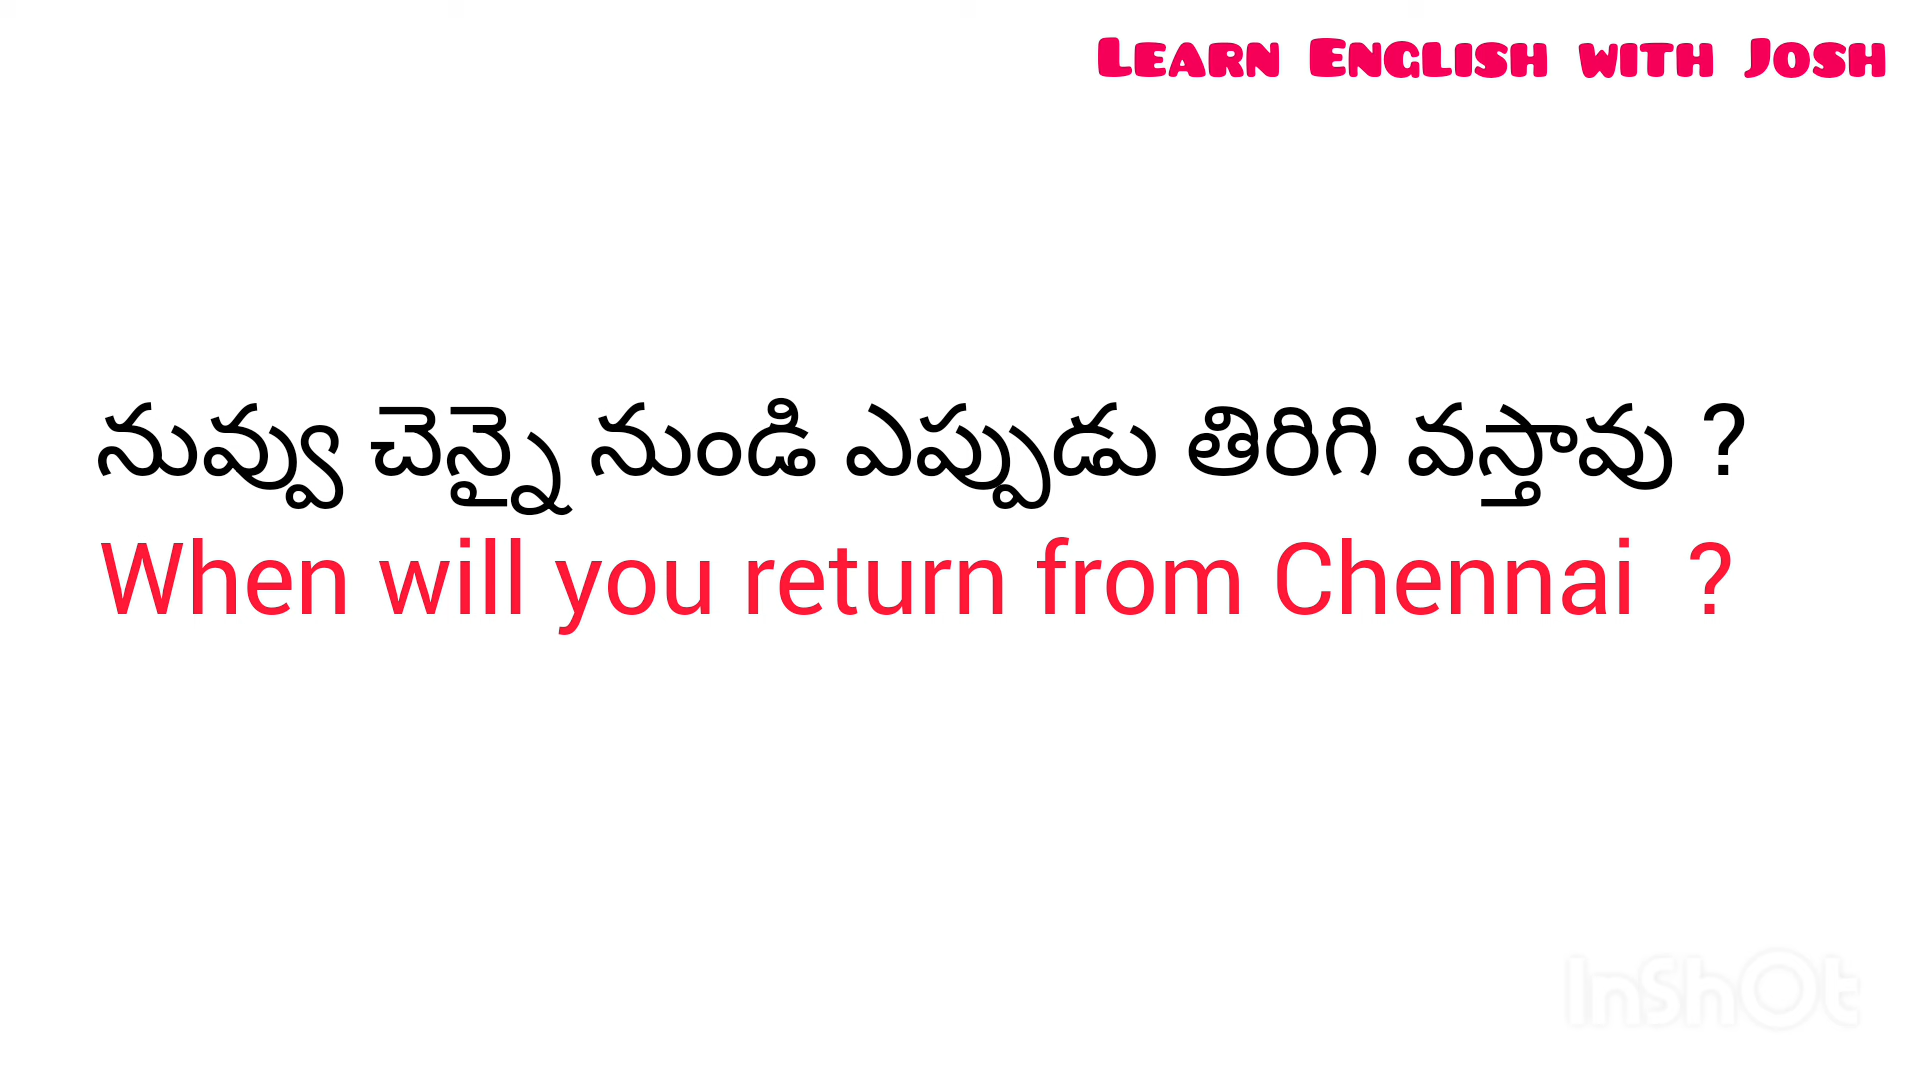 Learn English with Josh
నువ్వు చెన్నై నుండి ఎప్పుడు తిరిగి వస్తావు ?
When will you return from Chennai ?
InShOt